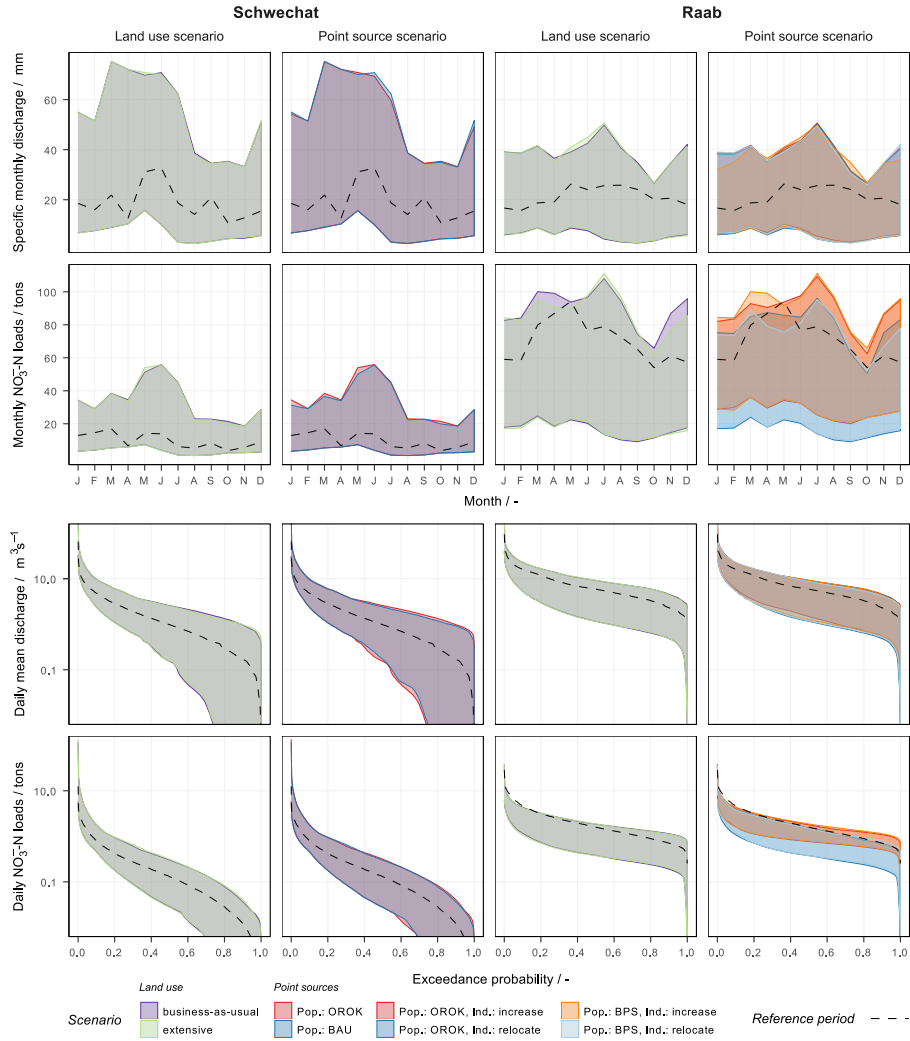 Schwechat Raab
Land use scenario Point source scenario Land use scenario Point source scenario
Specific monthly discharge / mm
60
40
20
Monthly NO₃⁻-N loads / tons
100
80
60
40
20
J F M A M J J A S O N D J F M A M J J A S O N D J F M A M J J A S O N D J F M A M J J A S O N D
Month / -
Daily mean discharge / m³s⁻¹
10.0
0.1
Daily NO₃⁻-N loads / tons
10.0
0.1
0.0 0.2 0.4 0.6 0.8 1.0 0.0 0.2 0.4 0.6 0.8 1.0 0.0 0.2 0.4 0.6 0.8 1.0 0.0 0.2 0.4 0.6 0.8 1.0
Exceedance probability / -
Land use Point sources
Scenario business-as-usual Pop.: OROK Pop.: OROK, Ind.: increase Pop.: BPS, Ind.: increase Reference period
extensive Pop.: BAU Pop.: OROK, Ind.: relocate Pop.: BPS, Ind.: relocate